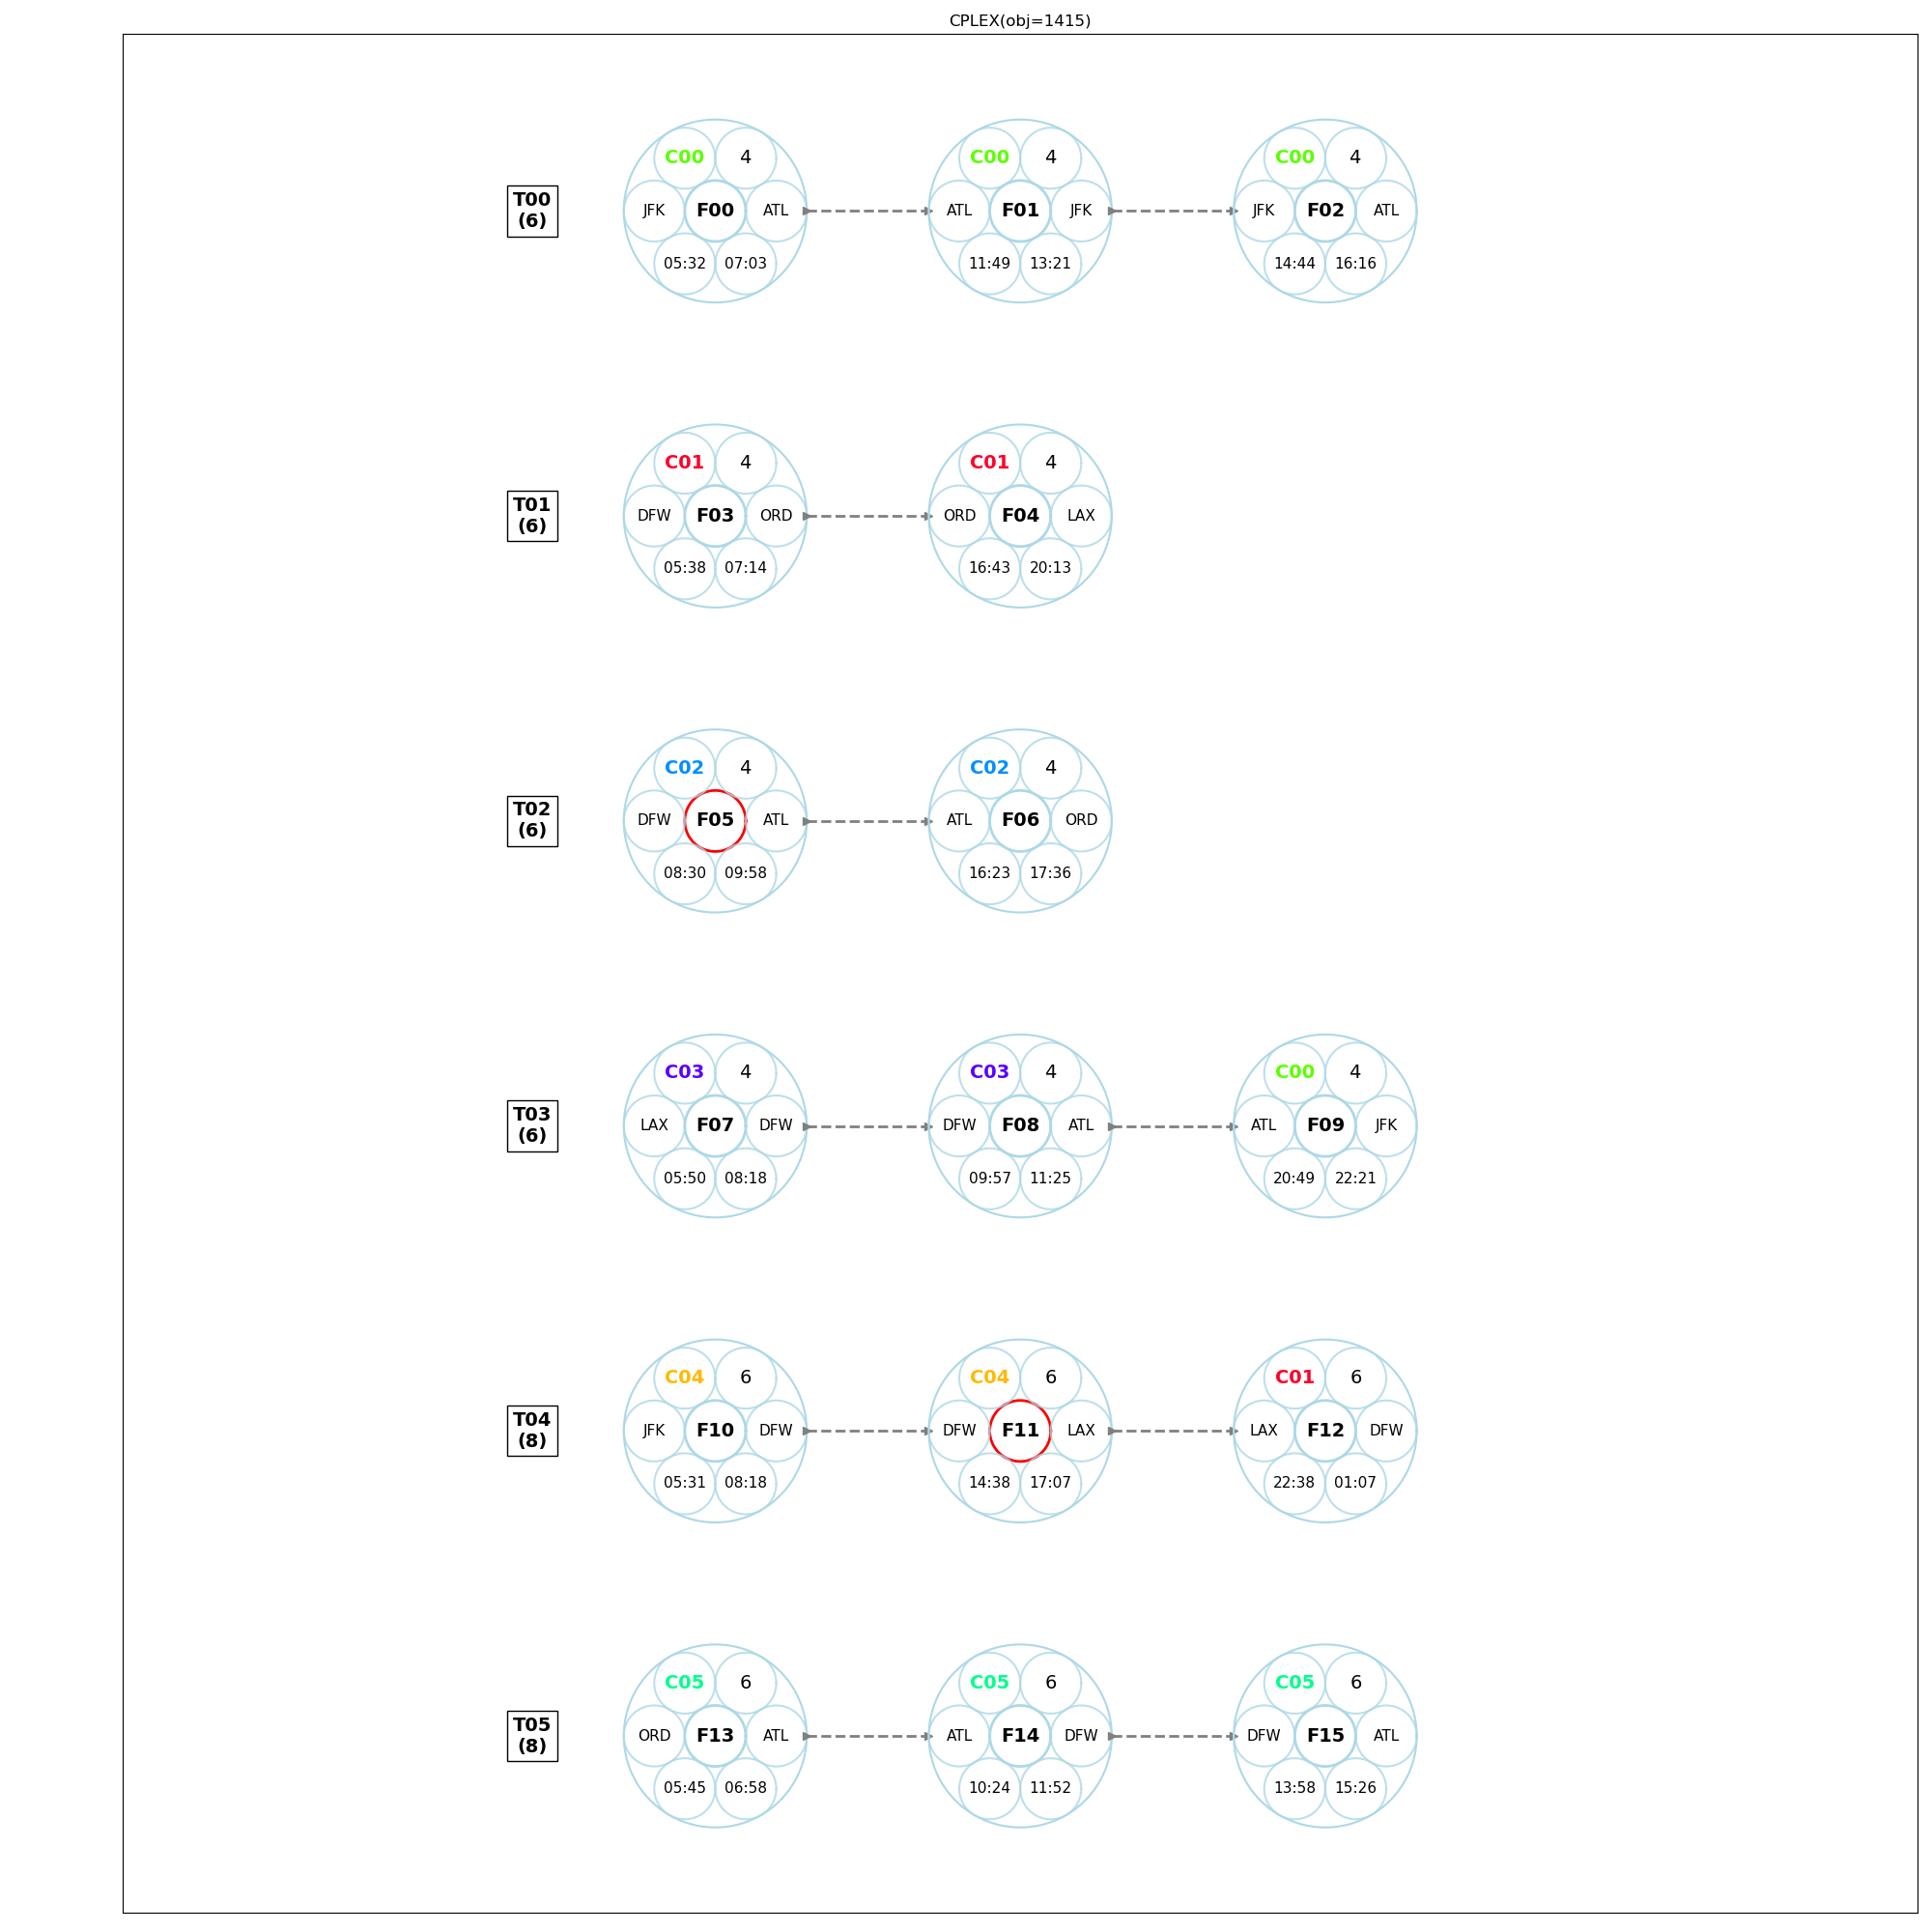 CPLEX(obj=1415)
T00
(6)
C00 4
JFK F00 ATL
05:32 07:03
C00 4
ATL F01 JFK
11:49 13:21
C00 4
JFK F02 ATL
14:44 16:16
T01
(6)
C01 4
DFW F03 ORD
05:38 07:14
C01 4
ORD F04 LAX
16:43 20:13
T02
(6)
C02 4
DFW F05 ATL
08:30 09:58
C02 4
ATL F06 ORD
16:23 17:36
T03
(6)
C03 4
LAX F07 DFW
05:50 08:18
C03 4
DFW F08 ATL
09:57 11:25
C00 4
ATL F09 JFK
20:49 22:21
T04
(8)
C04 6
JFK F10 DFW
05:31 08:18
C04 6
DFW F11 LAX
14:38 17:07
C01 6
LAX F12 DFW
22:38 01:07
T05
(8)
C05 6
ORD F13 ATL
05:45 06:58
C05 6
ATL F14 DFW
10:24 11:52
C05 6
DFW F15 ATL
13:58 15:26